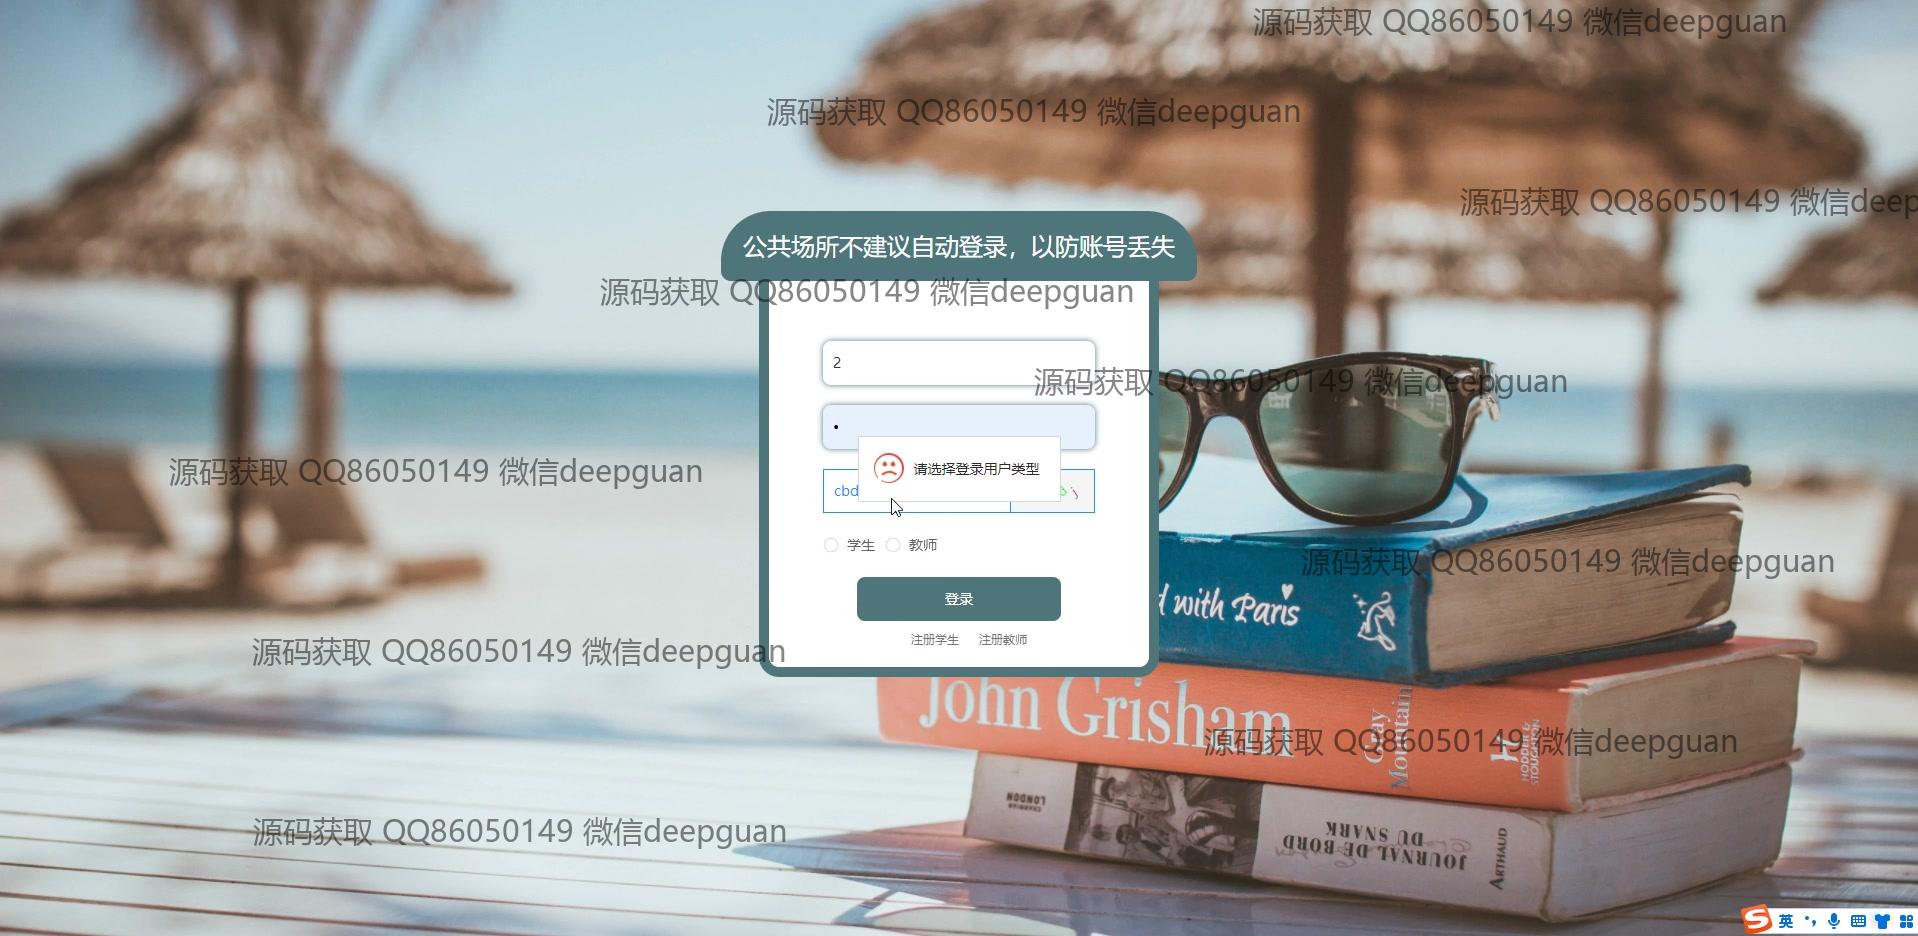 源码获取 QQ86050149 微信deepguan
源码获取 QQ86050149 微信deepguan
源码获取 QQ86050149 微信deep
公共场所不建议自动登录，以防账号丢失
源码获取 QQ86050149 微信deepguan
2
源码获取 QQ86050149 微信deepguan
请选择登录用户类型
源码获取 QQ86050149 微信deepguan
cbd
学生 教师
源码获取 QQ86050149 微信deepguan
with Paris
登录
注册学生 注册教师
源码获取 QQ86050149 微信deepguan
John Grisham
Gray Mountain
HODDER & STOUGHTON
源码获取 QQ86050149 微信deepguan
LONDON
源码获取 QQ86050149 微信deepguan
JOURNAL DE BORD
DU SNARK
ARTHAUD
英